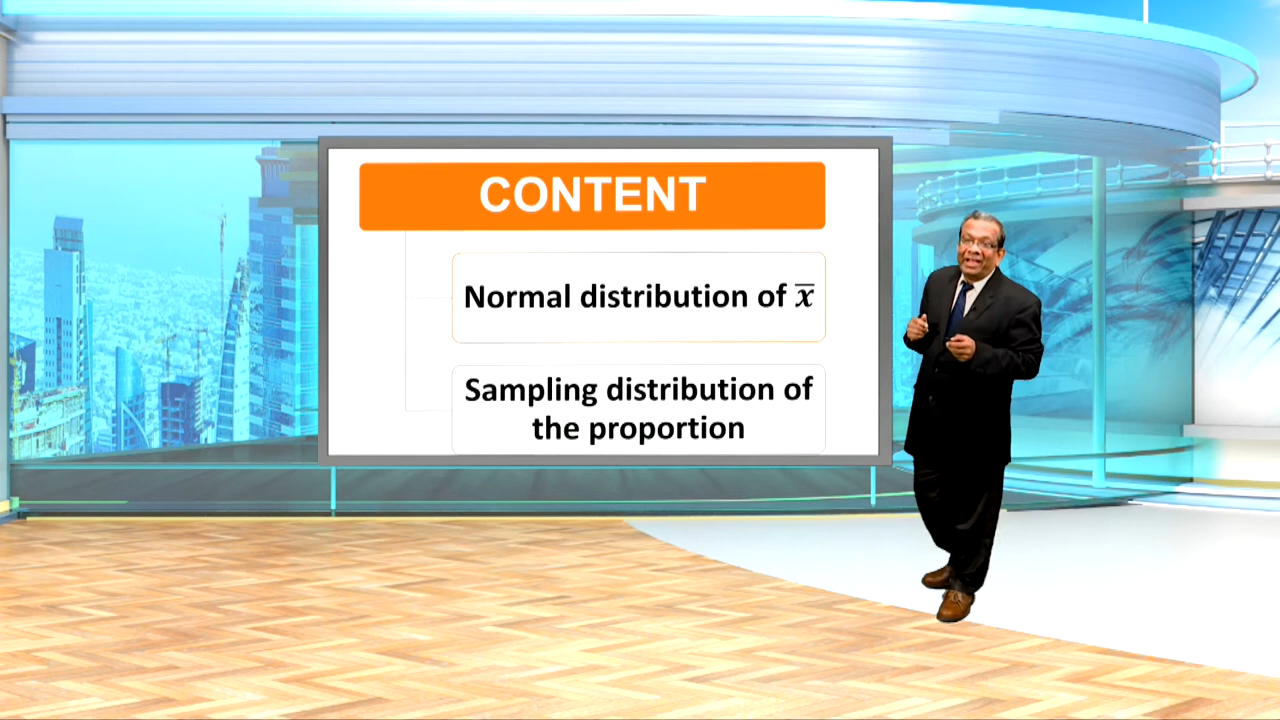 CONTENT
Normal distribution of x̅
Sampling distribution of
the proportion